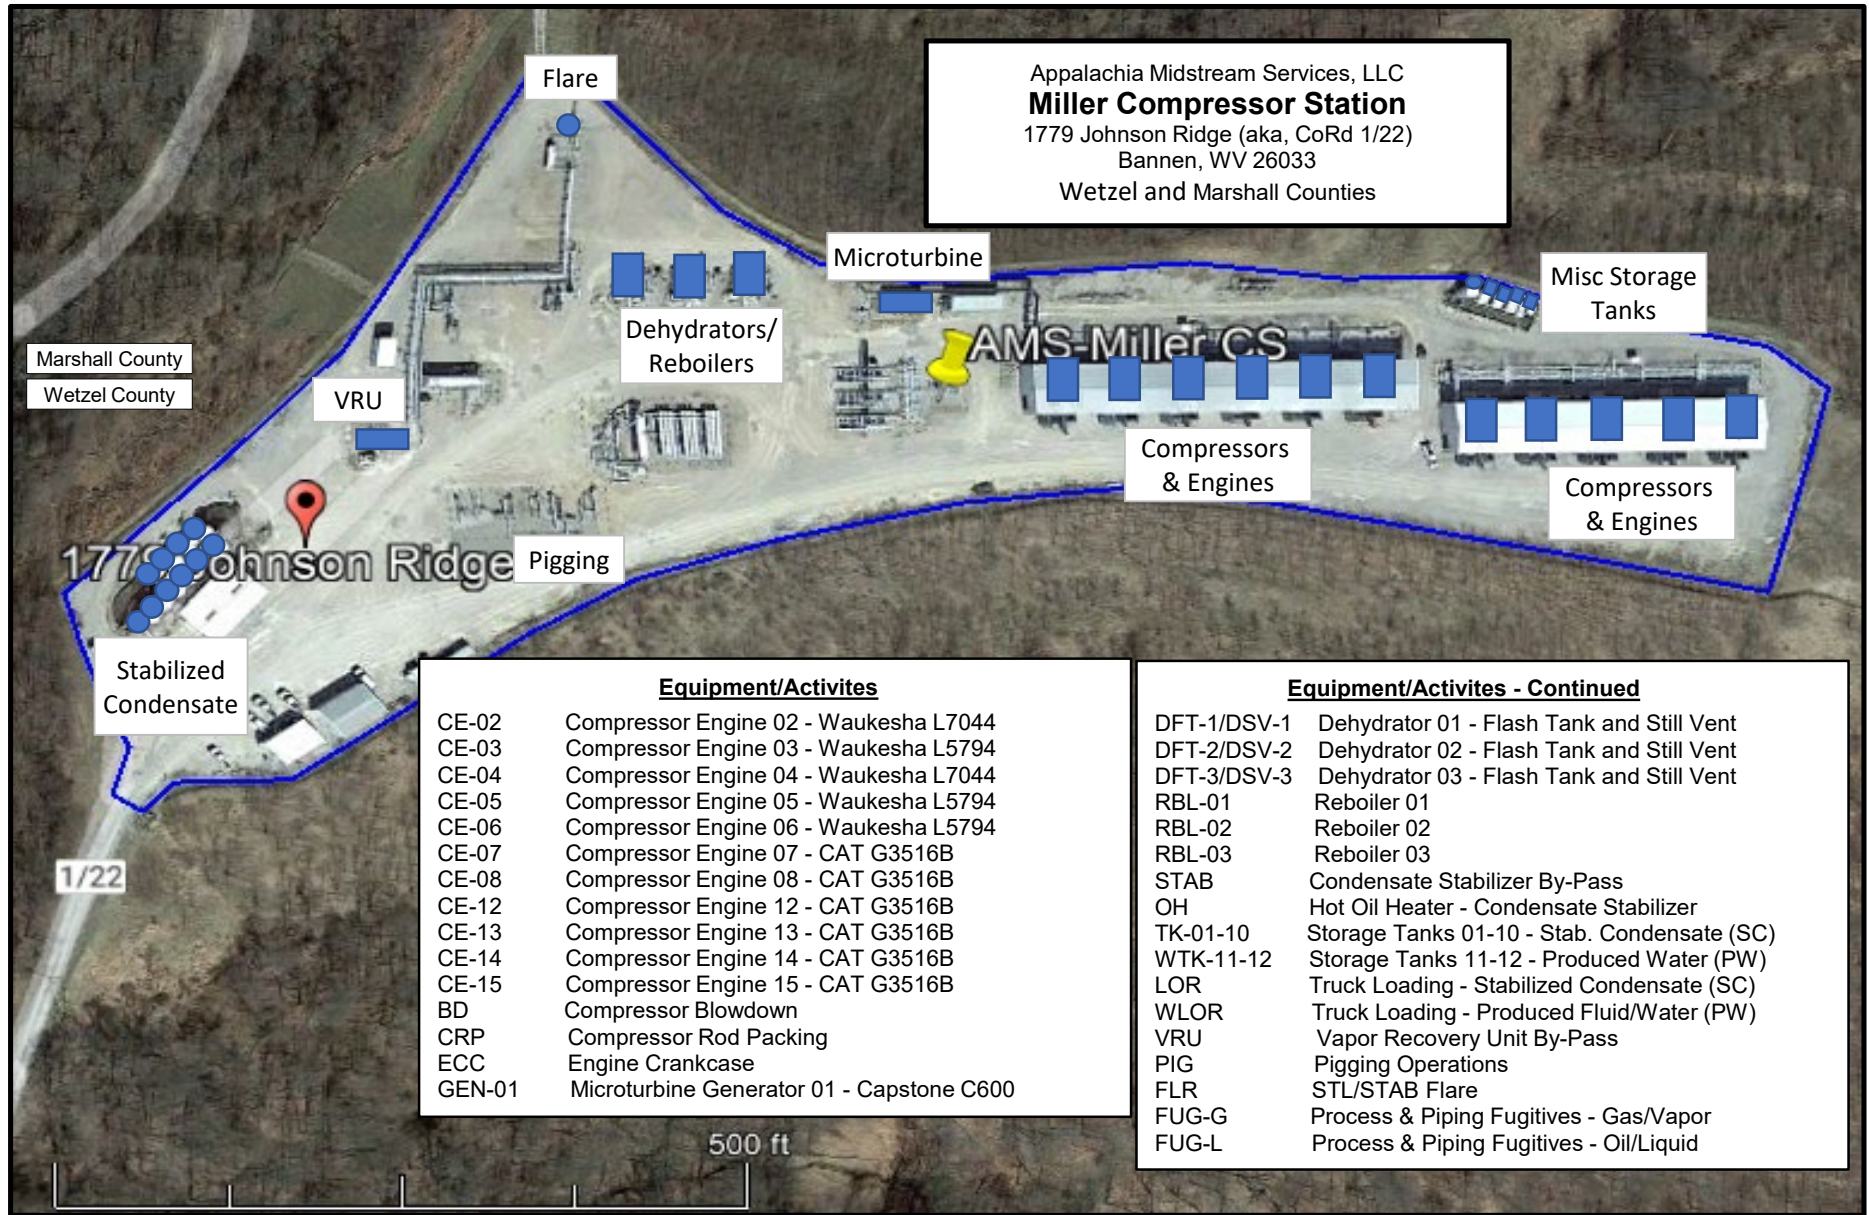 Flare
Appalachia Midstream Services, LLC
Miller Compressor Station
1779 Johnson Ridge (aka, CoRd 1/22)
Bannen, WV 26033
Wetzel and Marshall Counties
Microturbine
Misc Storage
Tanks
Dehydrators/
Reboilers
AMS-Miller CS
Marshall County
Wetzel County
VRU
Compressors
& Engines
Compressors
& Engines
1779 Johnson Ridge
Pigging
Stabilized
Condensate
1/22
Equipment/Activites
CE-02 Compressor Engine 02 - Waukesha L7044
CE-03 Compressor Engine 03 - Waukesha L5794
CE-04 Compressor Engine 04 - Waukesha L7044
CE-05 Compressor Engine 05 - Waukesha L5794
CE-06 Compressor Engine 06 - Waukesha L5794
CE-07 Compressor Engine 07 - CAT G3516B
CE-08 Compressor Engine 08 - CAT G3516B
CE-12 Compressor Engine 12 - CAT G3516B
CE-13 Compressor Engine 13 - CAT G3516B
CE-14 Compressor Engine 14 - CAT G3516B
CE-15 Compressor Engine 15 - CAT G3516B
BD Compressor Blowdown
CRP Compressor Rod Packing
ECC Engine Crankcase
GEN-01 Microturbine Generator 01 - Capstone C600
Equipment/Activites - Continued
DFT-1/DSV-1 Dehydrator 01 - Flash Tank and Still Vent
DFT-2/DSV-2 Dehydrator 02 - Flash Tank and Still Vent
DFT-3/DSV-3 Dehydrator 03 - Flash Tank and Still Vent
RBL-01 Reboiler 01
RBL-02 Reboiler 02
RBL-03 Reboiler 03
STAB Condensate Stabilizer By-Pass
OH Hot Oil Heater - Condensate Stabilizer
TK-01-10 Storage Tanks 01-10 - Stab. Condensate (SC)
WTK-11-12 Storage Tanks 11-12 - Produced Water (PW)
LOR Truck Loading - Stabilized Condensate (SC)
WLOR Truck Loading - Produced Fluid/Water (PW)
VRU Vapor Recovery Unit By-Pass
PIG Pigging Operations
FLR STL/STAB Flare
FUG-G Process & Piping Fugitives - Gas/Vapor
FUG-L Process & Piping Fugitives - Oil/Liquid
500 ft